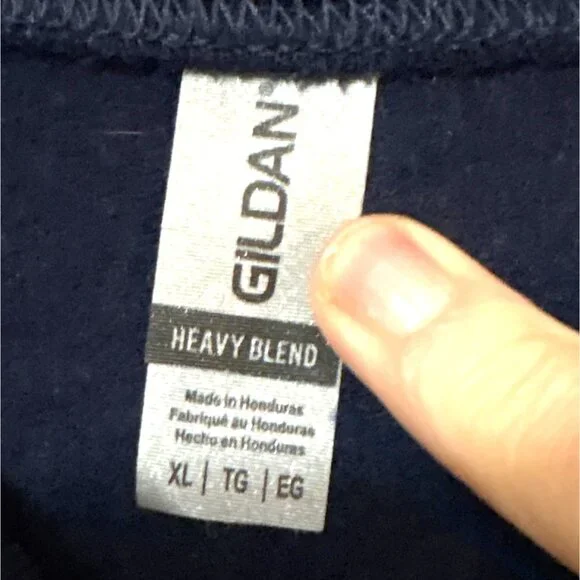 GILDAN®
HEAVY BLEND
Made in Honduras
Fabriqué au Honduras
Hecho en Honduras
XL | TG | EG